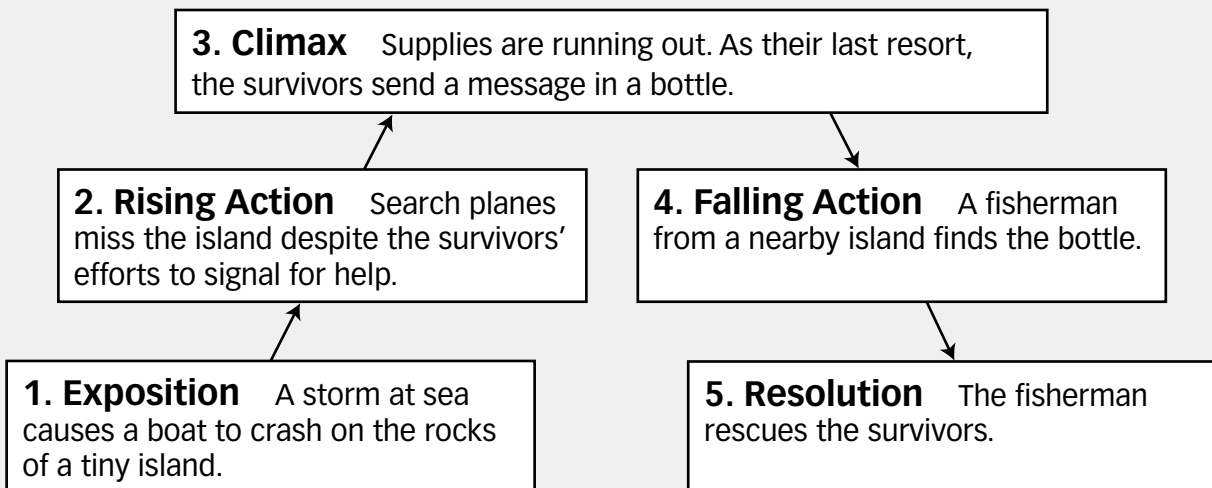 3. Climax Supplies are running out. As their last resort,
the survivors send a message in a bottle.
2. Rising Action Search planes
miss the island despite the survivors’
efforts to signal for help.
4. Falling Action A fisherman
from a nearby island finds the bottle.
1. Exposition A storm at sea
causes a boat to crash on the rocks
of a tiny island.
5. Resolution The fisherman
rescues the survivors.